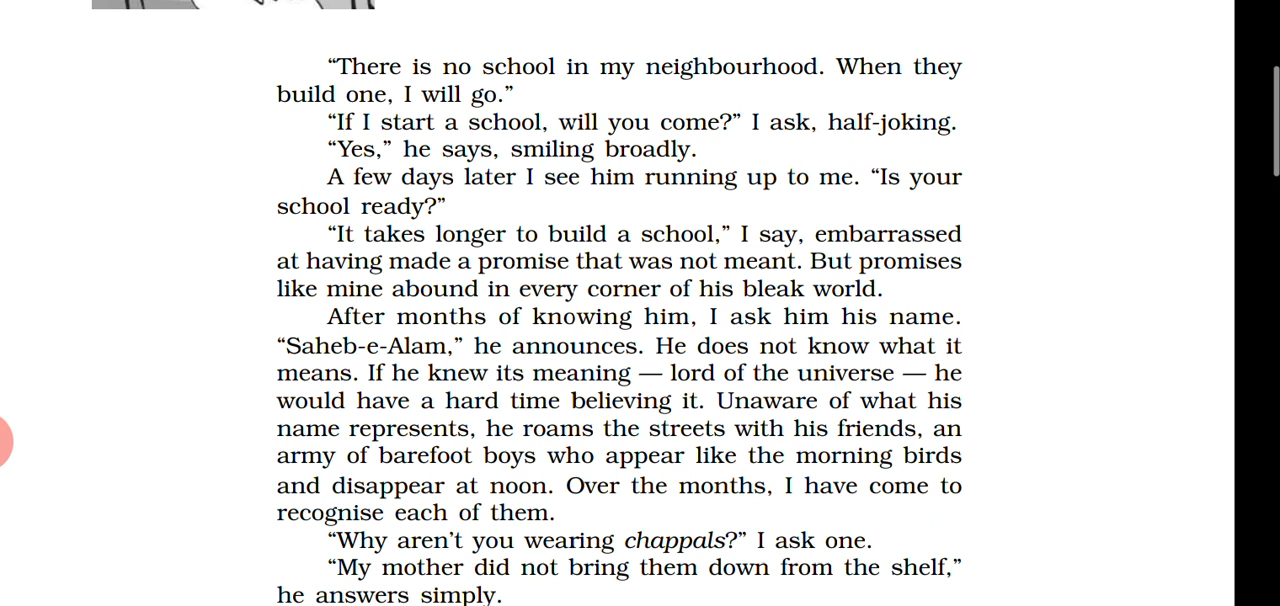 “There is no school in my neighbourhood. When they
build one, I will go.”
“If I start a school, will you come?” I ask, half-joking.
“Yes,” he says, smiling broadly.
A few days later I see him running up to me. “Is your
school ready?”
“It takes longer to build a school,” I say, embarrassed
at having made a promise that was not meant. But promises
like mine abound in every corner of his bleak world.
After months of knowing him, I ask him his name.
“Saheb-e-Alam,” he announces. He does not know what it
means. If he knew its meaning — lord of the universe — he
would have a hard time believing it. Unaware of what his
name represents, he roams the streets with his friends, an
army of barefoot boys who appear like the morning birds
and disappear at noon. Over the months, I have come to
recognise each of them.
“Why aren’t you wearing chappals?” I ask one.
“My mother did not bring them down from the shelf,”
he answers simply.